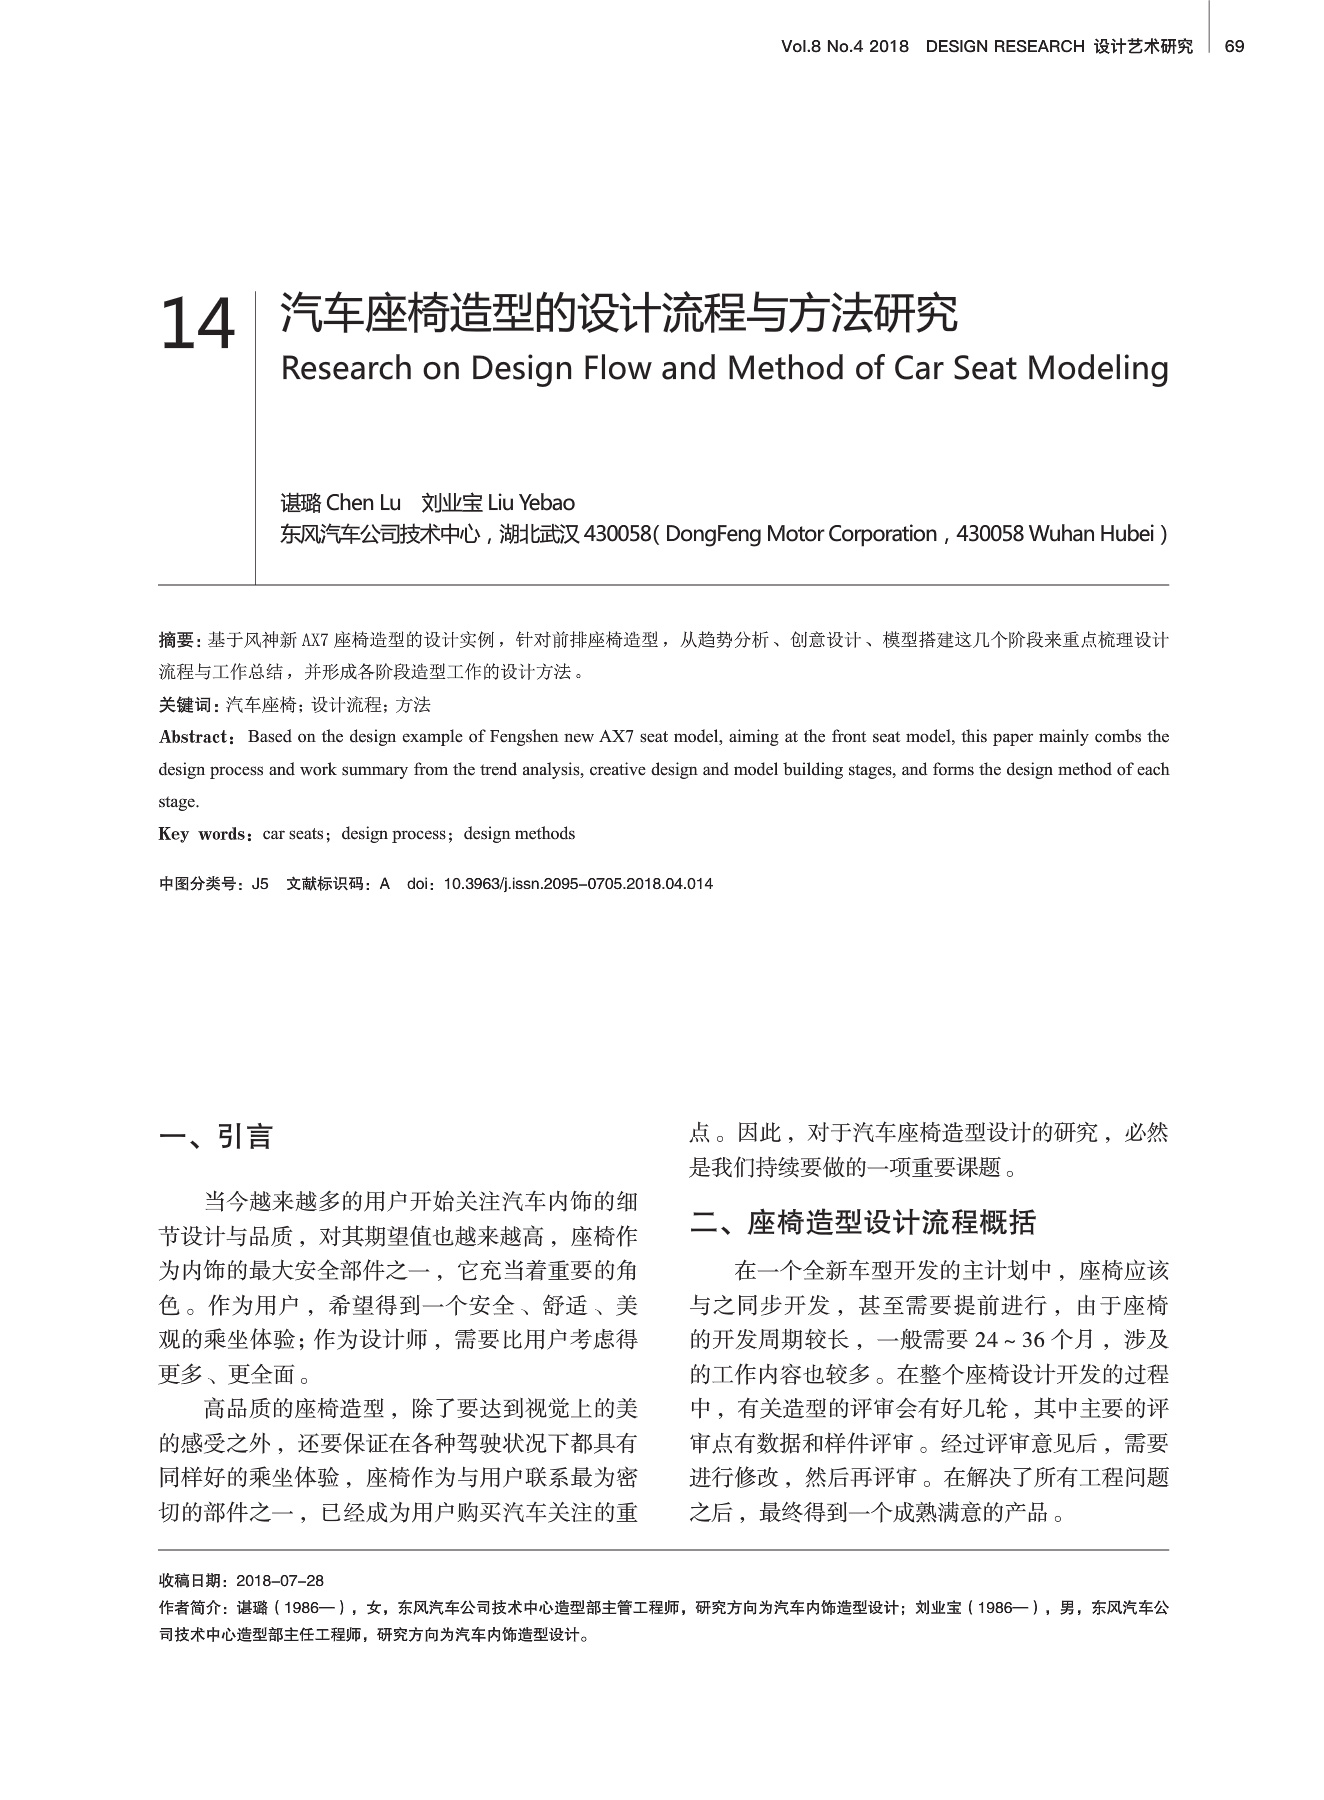 Vol.8 No.4 2018 DESIGN RESEARCH 设计艺术研究 69
14
汽车座椅造型的设计流程与方法研究
Research on Design Flow and Method of Car Seat Modeling
谌璐 Chen Lu 刘业宝 Liu Yebao
东风汽车公司技术中心，湖北武汉 430058( DongFeng Motor Corporation，430058 Wuhan Hubei )
摘要: 基于风神新 AX7 座椅造型的设计实例，针对前排座椅造型，从趋势分析、创意设计、模型搭建这几个阶段来重点梳理设计
流程与工作总结，并形成各阶段造型工作的设计方法。
关键词: 汽车座椅; 设计流程; 方法
Abstract: Based on the design example of Fengshen new AX7 seat model, aiming at the front seat model, this paper mainly combs the
design process and work summary from the trend analysis, creative design and model building stages, and forms the design method of each
stage.
Key words: car seats; design process; design methods
中图分类号：J5 文献标识码：A doi：10.3963/j.issn.2095-0705.2018.04.014
一、引言
当今越来越多的用户开始关注汽车内饰的细
节设计与品质，对其期望值也越来越高，座椅作
为内饰的最大安全部件之一，它充当着重要的角
色。作为用户，希望得到一个安全、舒适、美
观的乘坐体验; 作为设计师，需要比用户考虑得
更多、更全面。
高品质的座椅造型，除了要达到视觉上的美
的感受之外，还要保证在各种驾驶状况下都具有
同样好的乘坐体验，座椅作为与用户联系最为密
切的部件之一，已经成为用户购买汽车关注的重
点。因此，对于汽车座椅造型设计的研究，必然
是我们持续要做的一项重要课题。
二、座椅造型设计流程概括
在一个全新车型开发的主计划中，座椅应该
与之同步开发，甚至需要提前进行，由于座椅
的开发周期较长，一般需要 24 ~ 36 个月，涉及
的工作内容也较多。在整个座椅设计开发的过程
中，有关造型的评审会有好几轮，其中主要的评
审点有数据和样件评审。经过评审意见后，需要
进行修改，然后再评审。在解决了所有工程问题
之后，最终得到一个成熟满意的产品。
收稿日期：2018-07-28
作者简介：谌璐（1986—），女，东风汽车公司技术中心造型部主管工程师，研究方向为汽车内饰造型设计；刘业宝（1986—），男，东风汽车公
司技术中心造型部主任工程师，研究方向为汽车内饰造型设计。